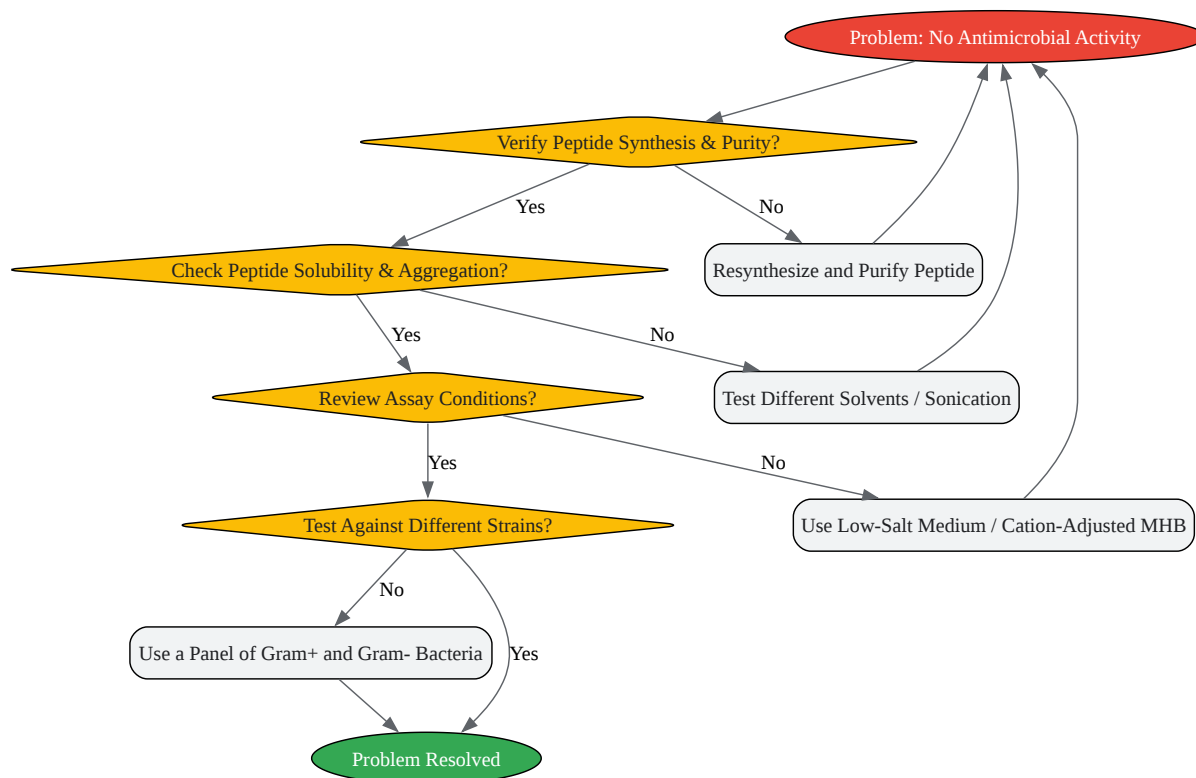 Problem: No Antimicrobial Activity
Verify Peptide Synthesis & Purity?
Yes
No
Check Peptide Solubility & Aggregation?
Resynthesize and Purify Peptide
Yes
No
Review Assay Conditions?
Test Different Solvents / Sonication
Yes
No
Test Against Different Strains?
Use Low-Salt Medium / Cation-Adjusted MHB
No
Use a Panel of Gram+ and Gram- Bacteria
Yes
Problem Resolved